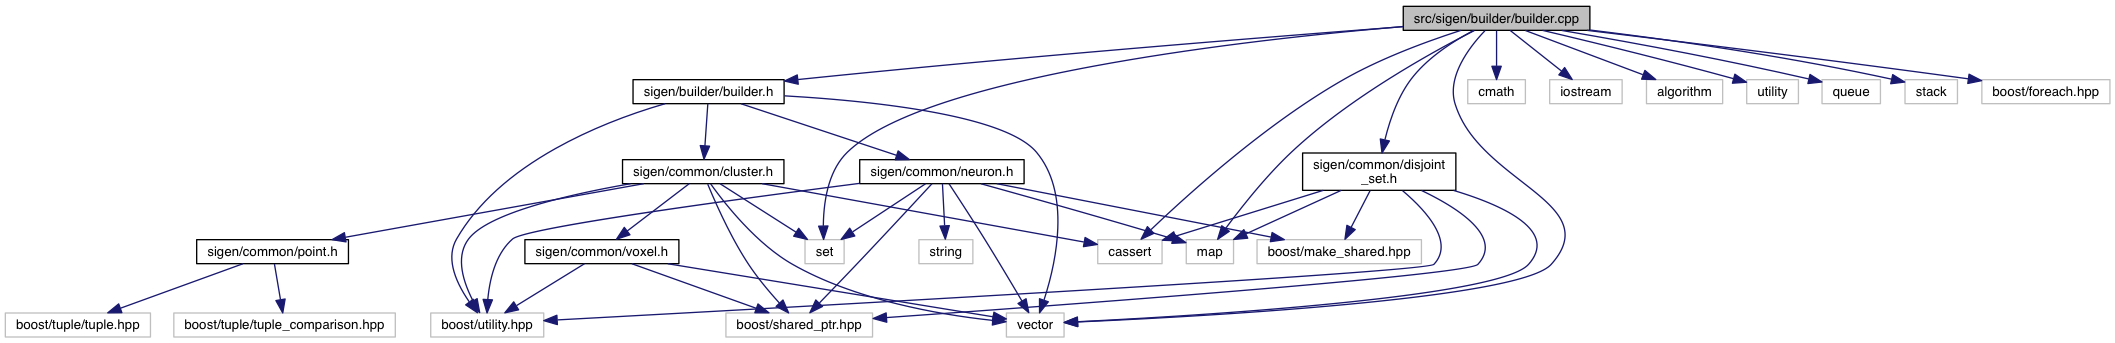 src/sigen/builder/builder.cpp
sigen/builder/builder.h
cmath
iostream
algorithm
utility
queue
stack
boost/foreach.hpp
sigen/common/cluster.h
sigen/common/neuron.h
sigen/common/disjoint
_set.h
sigen/common/point.h
sigen/common/voxel.h
set
string
cassert
map
boost/make_shared.hpp
boost/tuple/tuple.hpp
boost/tuple/tuple_comparison.hpp
boost/utility.hpp
boost/shared_ptr.hpp
vector